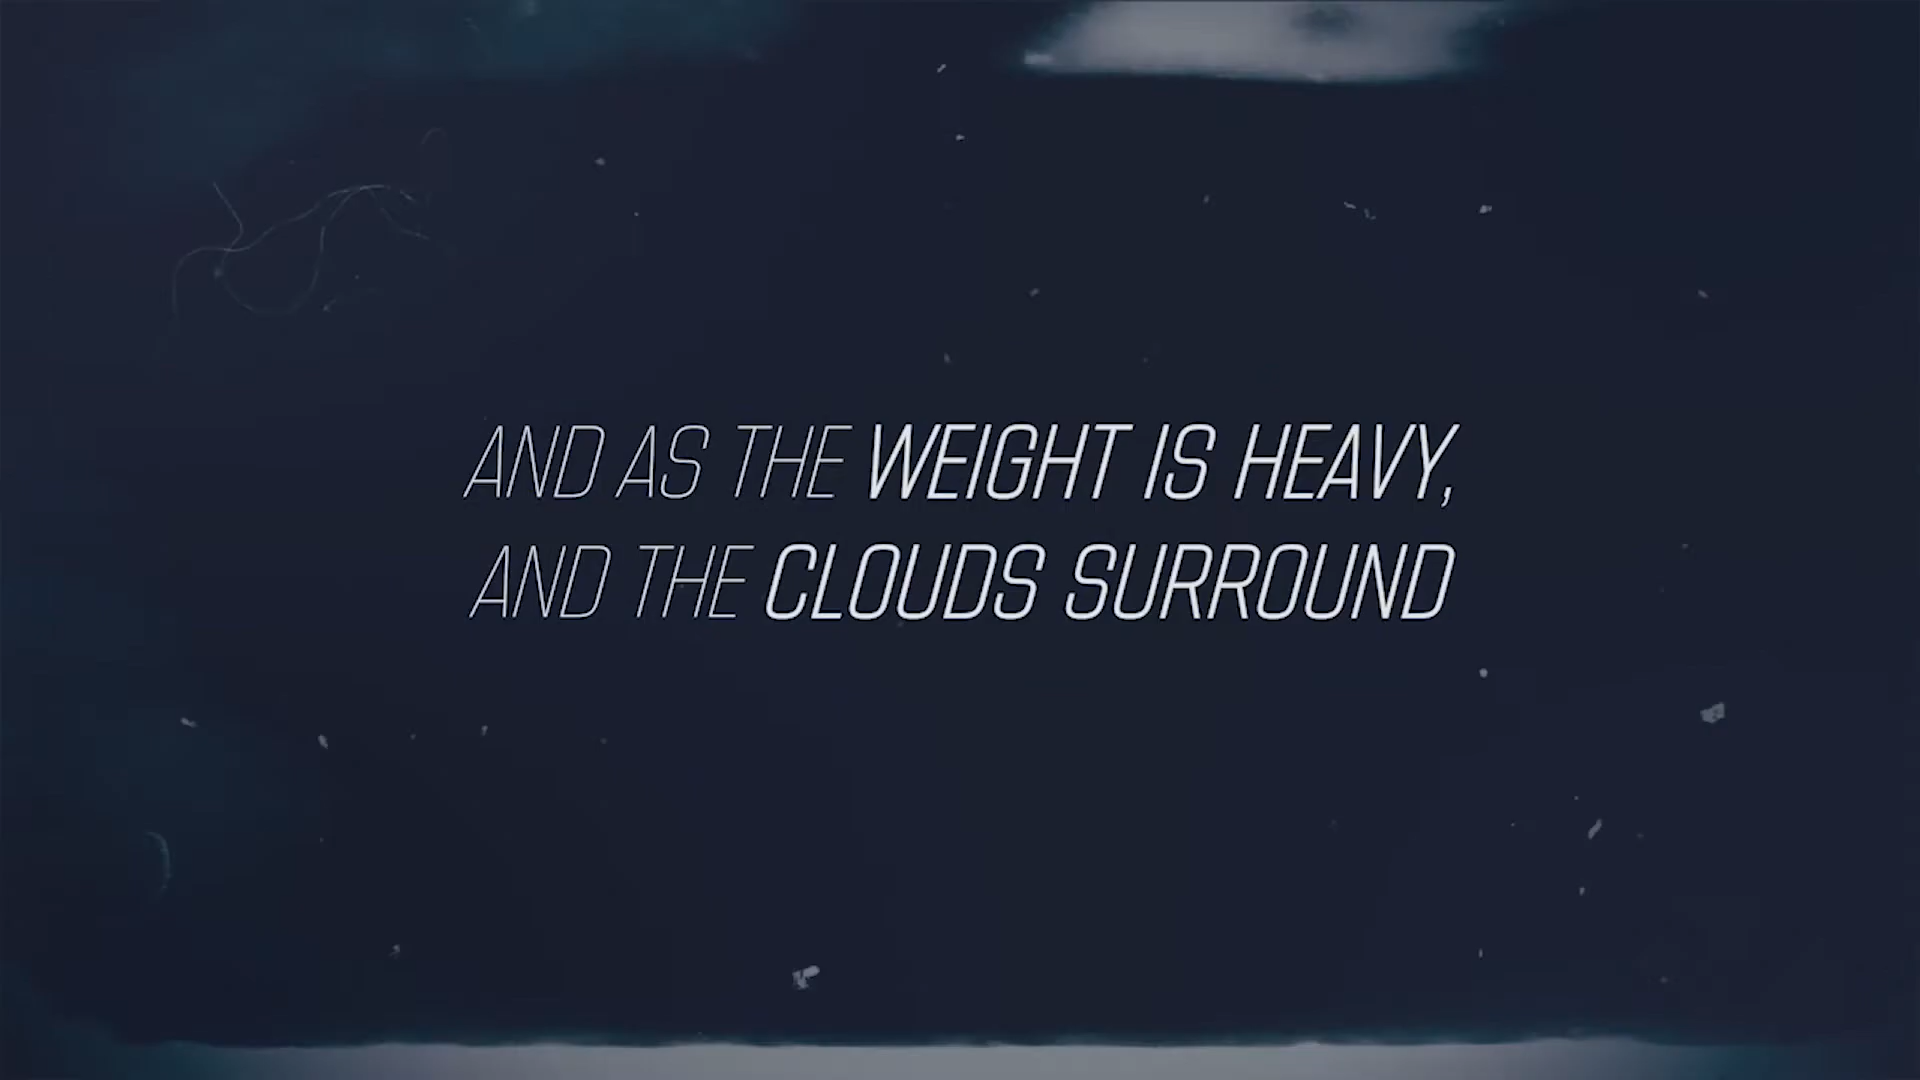 AND AS THE WEIGHT IS HEAVY,
AND THE CLOUDS SURROUND